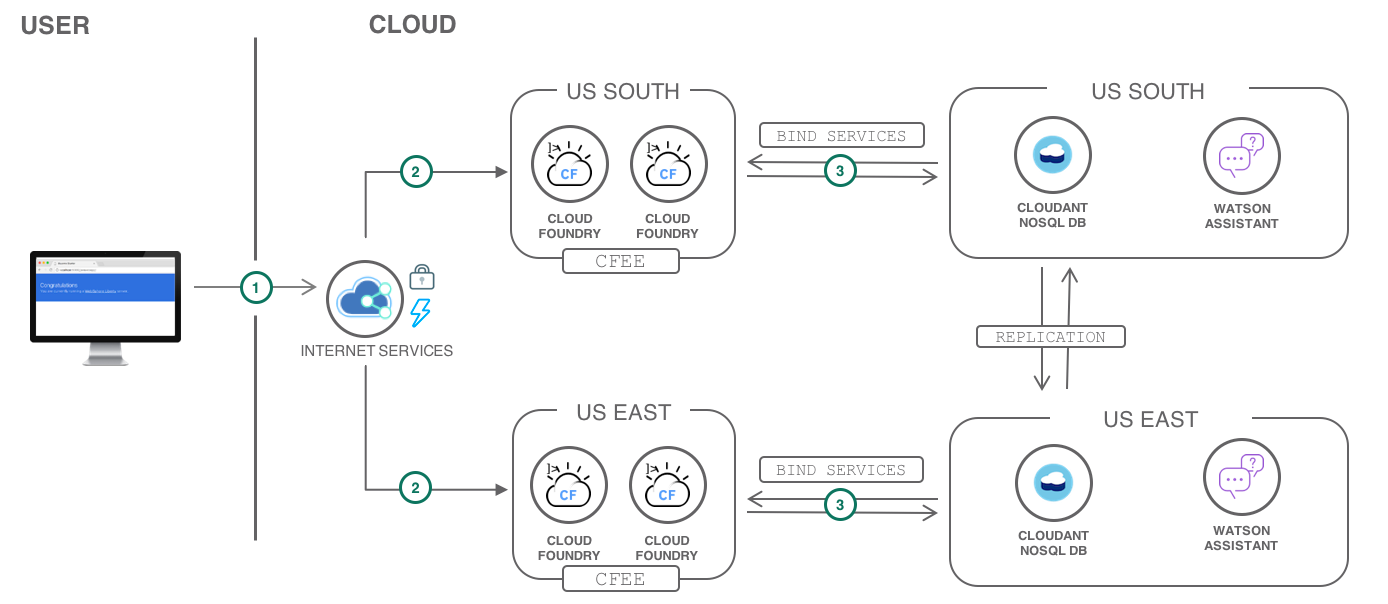 USER
CLOUD
US SOUTH
US SOUTH
BIND SERVICES
2
3
CF
CF
?
CLOUD
FOUNDRY
CLOUD
FOUNDRY
CLOUDANT
NOSQL DB
WATSON
ASSISTANT
CFEE
Congratulations
1
INTERNET SERVICES
REPLICATION
US EAST
US EAST
BIND SERVICES
2
3
CF
CF
?
CLOUD
FOUNDRY
CLOUD
FOUNDRY
CLOUDANT
NOSQL DB
WATSON
ASSISTANT
CFEE